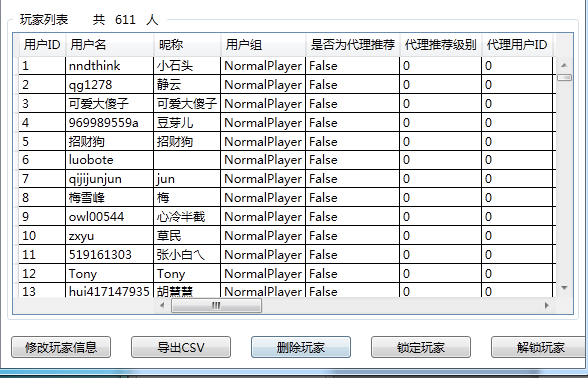 玩家列表 共 611 人
用户ID 用户名 昵称 用户组 是否为代理推荐 代理推荐级别 代理用户ID
1 nndthink 小石头 NormalPlayer False 0 0
2 qg1278 静云 NormalPlayer False 0 0
3 可爱大傻子 可爱大傻子 NormalPlayer False 0 0
4 969989559a 豆芽儿 NormalPlayer False 0 0
5 招财狗 招财狗 NormalPlayer False 0 0
6 luobote NormalPlayer False 0 0
7 qijijunjun jun NormalPlayer False 0 0
8 梅雪峰 梅 NormalPlayer False 0 0
9 owl00544 心冷半截 NormalPlayer False 0 0
10 zxyu 草民 NormalPlayer False 0 0
11 519161303 张小白乀 NormalPlayer False 0 0
12 Tony Tony NormalPlayer False 0 0
13 hui417147935 胡慧慧 NormalPlayer False 0 0
修改玩家信息 导出CSV 删除玩家 锁定玩家 解锁玩家